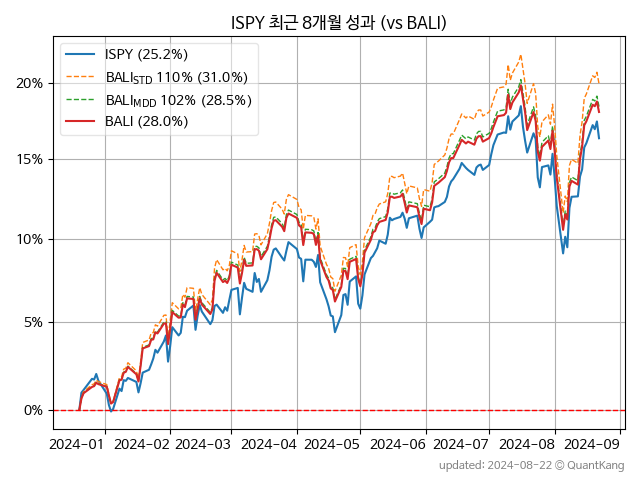 ISPY 최근 8개월 성과 (vs BALI)
ISPY (25.2%)
BALI_STD 110% (31.0%)
BALI_MDD 102% (28.5%)
BALI (28.0%)
20%
15%
10%
5%
0%
2024-01 2024-02 2024-03 2024-04 2024-05 2024-06 2024-07 2024-08 2024-09
updated: 2024-08-22 © QuantKang